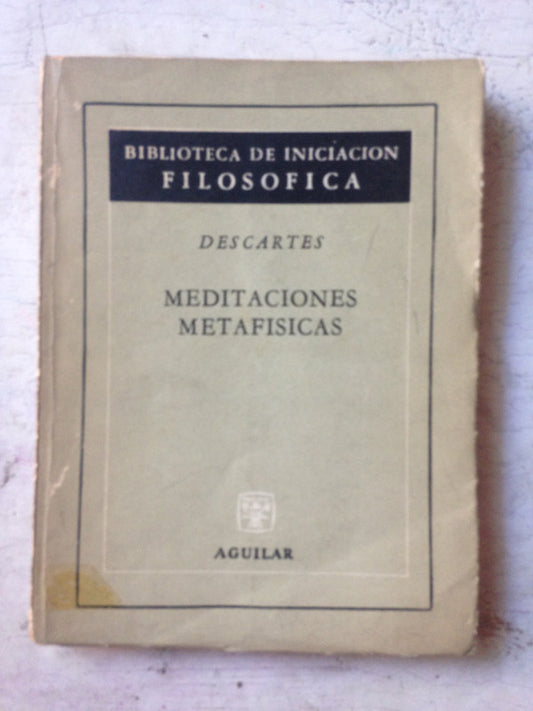 BIBLIOTECA DE INICIACION
FILOSOFICA
DESCARTES
MEDITACIONES
METAFISICAS
AGUILAR